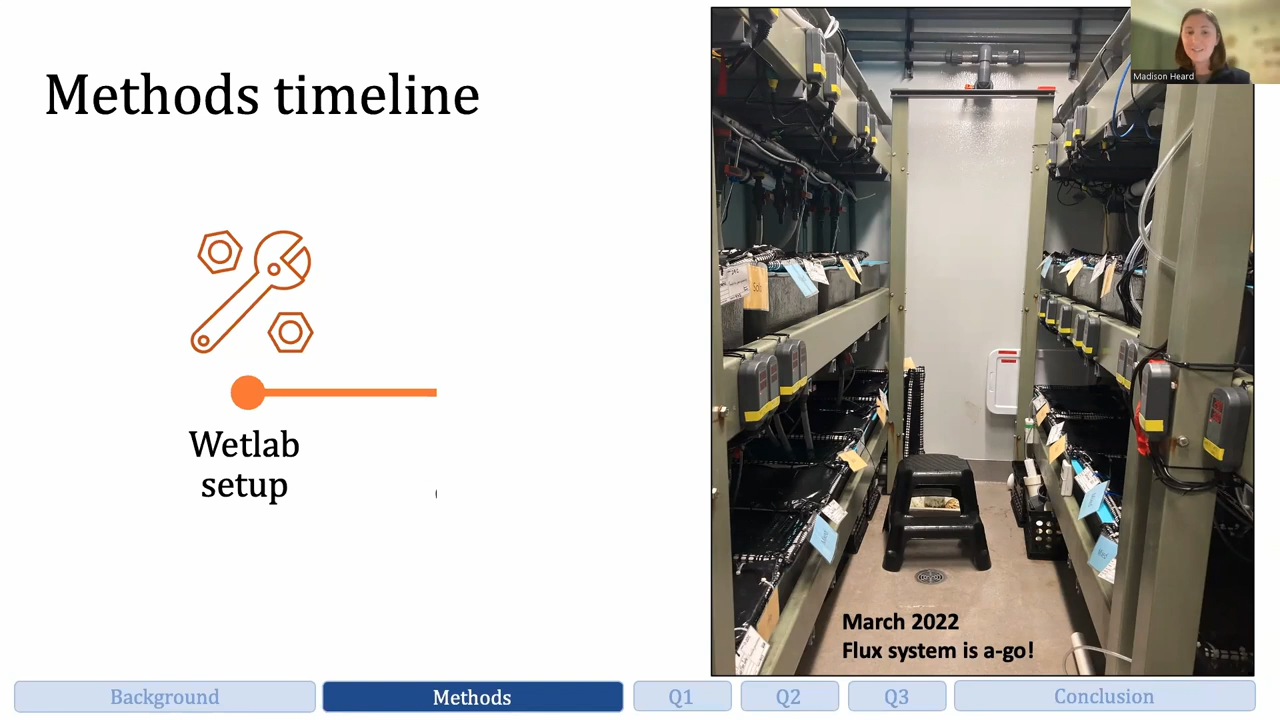 Methods timeline
Madison Heard
Wetlab
setup
March 2022
Flux system is a-go!
Background
Methods
Q1
Q2
Q3
Conclusion